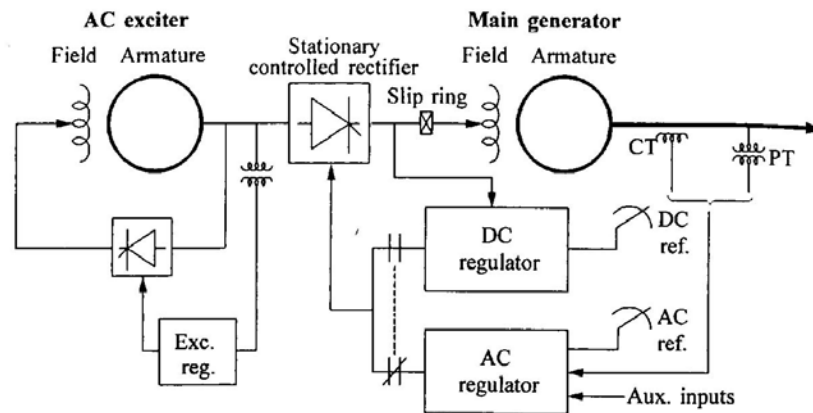 AC exciter
Main generator
Field Armature
Stationary
controlled rectifier
Slip ring
Field Armature
CT
PT
DC
regulator
DC
ref.
Exc.
reg.
AC
regulator
AC
ref.
Aux. inputs